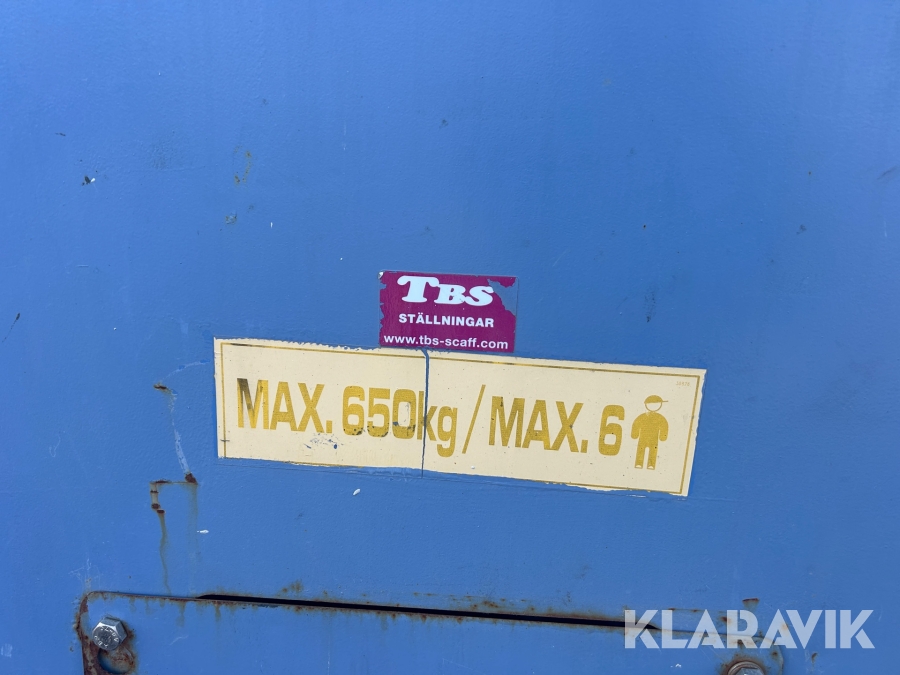 TBS
STÄLLNINGAR
www.tbs-scaff.com
MAX. 650kg / MAX. 6
KLARAVIK